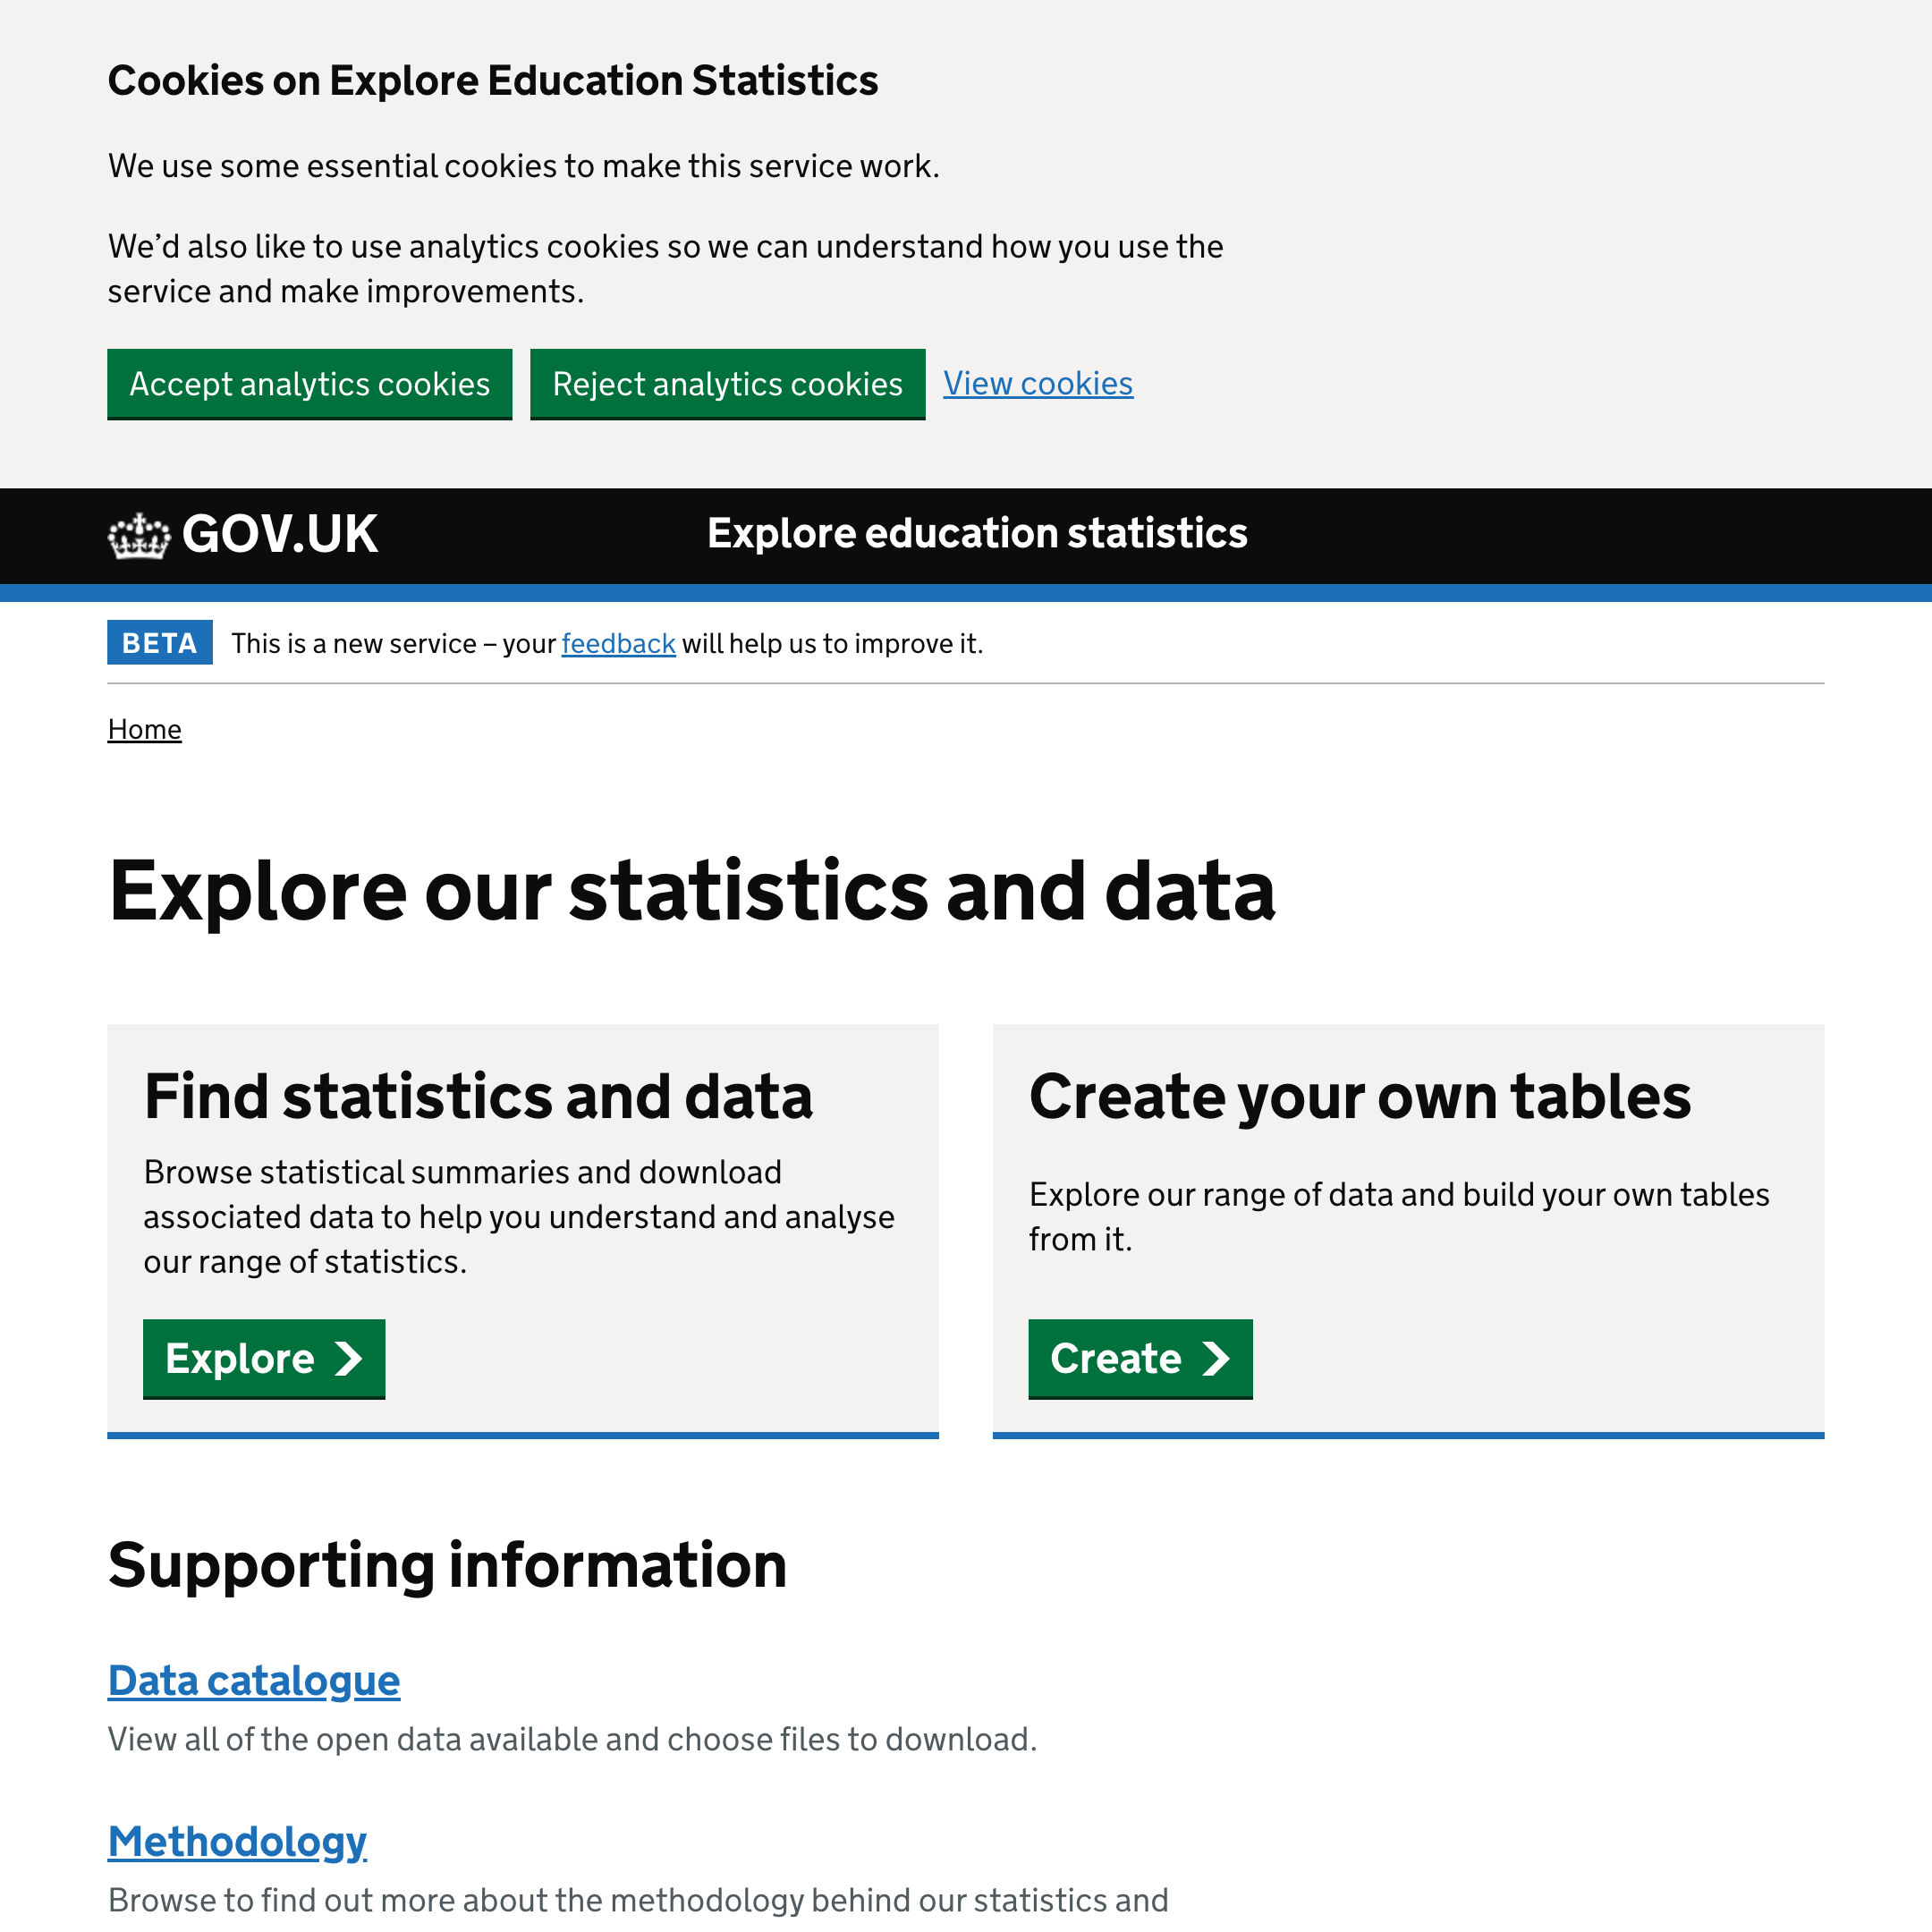 Cookies on Explore Education Statistics
We use some essential cookies to make this service work.
We’d also like to use analytics cookies so we can understand how you use the
service and make improvements.
Accept analytics cookies
Reject analytics cookies
View cookies
GOV.UK
Explore education statistics
BETA
This is a new service – your feedback will help us to improve it.
Home
Explore our statistics and data
Find statistics and data
Browse statistical summaries and download
associated data to help you understand and analyse
our range of statistics.
Explore
Create your own tables
Explore our range of data and build your own tables
from it.
Create
Supporting information
Data catalogue
View all of the open data available and choose files to download.
Methodology
Browse to find out more about the methodology behind our statistics and